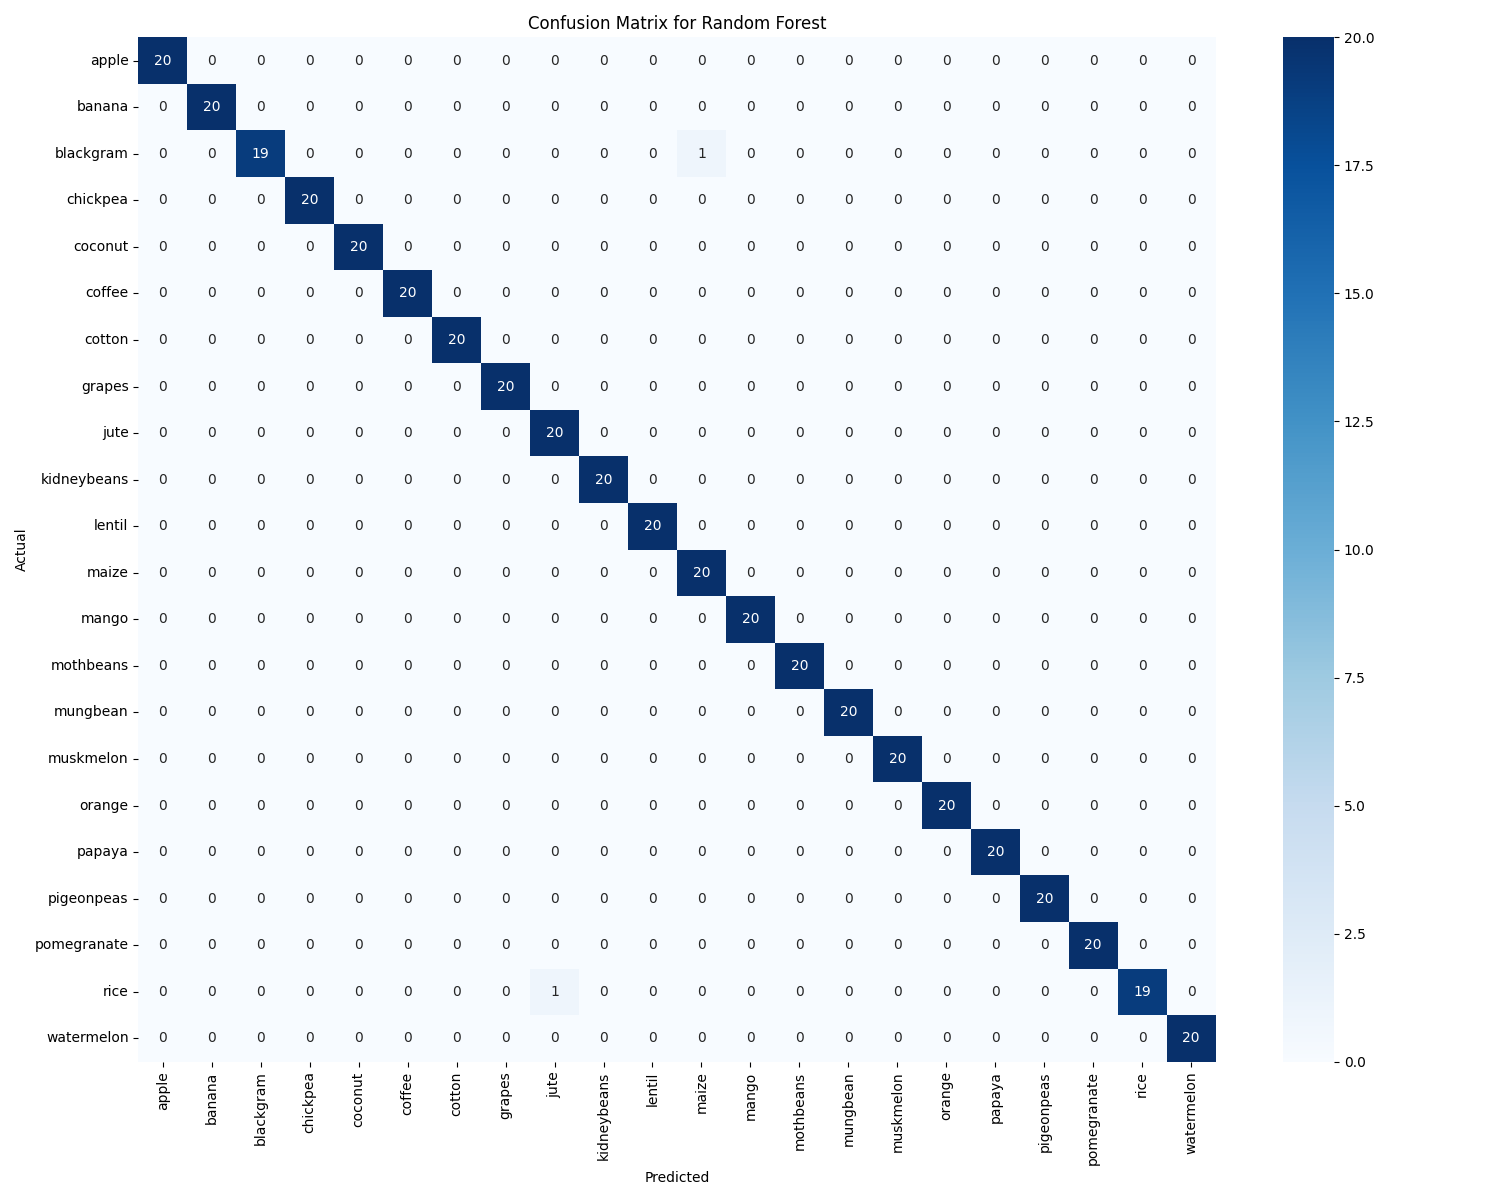 Confusion Matrix for Random Forest
apple 20 0 0 0 0 0 0 0 0 0 0 0 0 0 0 0 0 0 0 0 0 0
banana 0 20 0 0 0 0 0 0 0 0 0 0 0 0 0 0 0 0 0 0 0 0
blackgram 0 0 19 0 0 0 0 0 0 0 0 1 0 0 0 0 0 0 0 0 0 0
chickpea 0 0 0 20 0 0 0 0 0 0 0 0 0 0 0 0 0 0 0 0 0 0
coconut 0 0 0 0 20 0 0 0 0 0 0 0 0 0 0 0 0 0 0 0 0 0
coffee 0 0 0 0 0 20 0 0 0 0 0 0 0 0 0 0 0 0 0 0 0 0
cotton 0 0 0 0 0 0 20 0 0 0 0 0 0 0 0 0 0 0 0 0 0 0
grapes 0 0 0 0 0 0 0 20 0 0 0 0 0 0 0 0 0 0 0 0 0 0
jute 0 0 0 0 0 0 0 0 20 0 0 0 0 0 0 0 0 0 0 0 0 0
kidneybeans 0 0 0 0 0 0 0 0 0 20 0 0 0 0 0 0 0 0 0 0 0 0
lentil 0 0 0 0 0 0 0 0 0 0 20 0 0 0 0 0 0 0 0 0 0 0
maize 0 0 0 0 0 0 0 0 0 0 0 20 0 0 0 0 0 0 0 0 0 0
mango 0 0 0 0 0 0 0 0 0 0 0 0 20 0 0 0 0 0 0 0 0 0
mothbeans 0 0 0 0 0 0 0 0 0 0 0 0 0 20 0 0 0 0 0 0 0 0
mungbean 0 0 0 0 0 0 0 0 0 0 0 0 0 0 20 0 0 0 0 0 0 0
muskmelon 0 0 0 0 0 0 0 0 0 0 0 0 0 0 0 20 0 0 0 0 0 0
orange 0 0 0 0 0 0 0 0 0 0 0 0 0 0 0 0 20 0 0 0 0 0
papaya 0 0 0 0 0 0 0 0 0 0 0 0 0 0 0 0 0 20 0 0 0 0
pigeonpeas 0 0 0 0 0 0 0 0 0 0 0 0 0 0 0 0 0 0 20 0 0 0
pomegranate 0 0 0 0 0 0 0 0 0 0 0 0 0 0 0 0 0 0 0 20 0 0
rice 0 0 0 0 0 0 0 0 1 0 0 0 0 0 0 0 0 0 0 0 19 0
watermelon 0 0 0 0 0 0 0 0 0 0 0 0 0 0 0 0 0 0 0 0 0 20
Actual
apple banana blackgram chickpea coconut coffee cotton grapes jute kidneybeans lentil maize mango mothbeans mungbean muskmelon orange papaya pigeonpeas pomegranate rice watermelon
Predicted
20.0
17.5
15.0
12.5
10.0
7.5
5.0
2.5
0.0